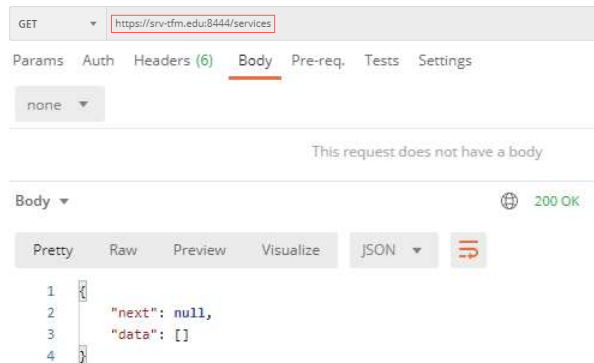 GET https://srv-tfm.edu:8444/services
Params Auth Headers (6) Body Pre-req. Tests Settings
none
This request does not have a body
Body 200 OK
Pretty Raw Preview Visualize JSON
1 {
2 "next": null,
3 "data": []
4 }